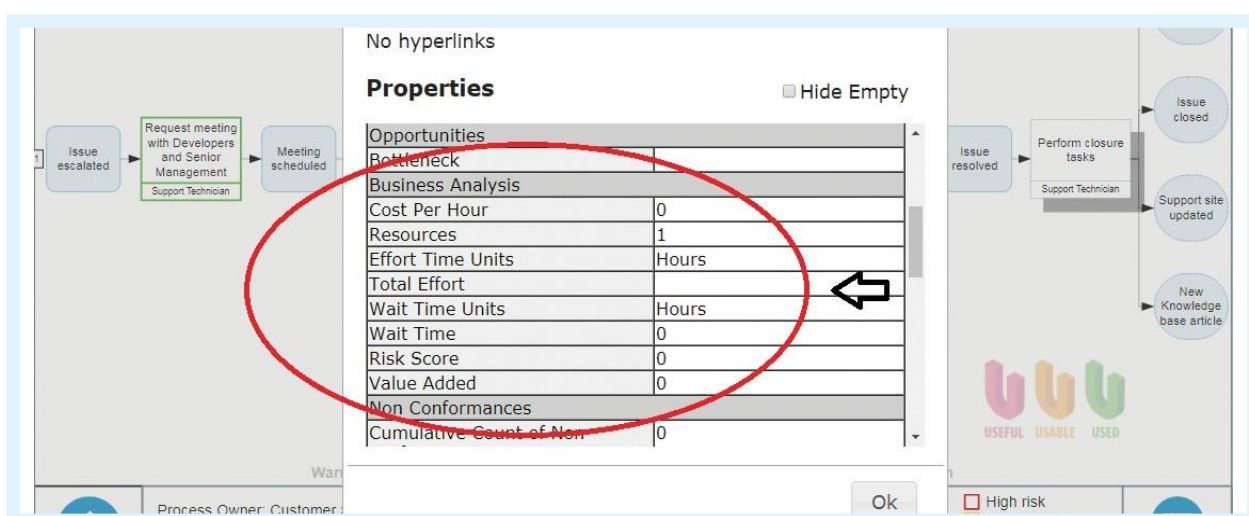 No hyperlinks
Properties
Hide Empty
Opportunities
Bottleneck
Business Analysis
Cost Per Hour 0
Resources 1
Effort Time Units Hours
Total Effort
Wait Time Units Hours
Wait Time 0
Risk Score 0
Value Added 0
Non Conformances
Cumulative Count of Non 0
Ok
1
Issue
escalated
Request meeting
with Developers
and Senior
Management
Support Technician
Meeting
scheduled
Issue
resolved
Perform closure
tasks
Support Technician
Issue
closed
Support site
updated
New
Knowledge
base article
USEFUL USABLE USED
Process Owner: Customer
High risk